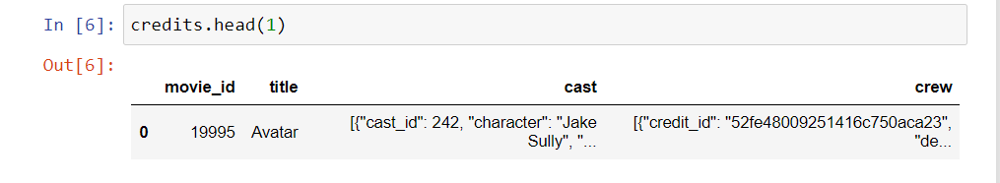 In [6]: credits.head(1)
Out[6]:
movie_id title cast crew
0 19995 Avatar [{"cast_id": 242, "character": "Jake [{"credit_id": "52fe48009251416c750aca23",
Sully", "... "de...